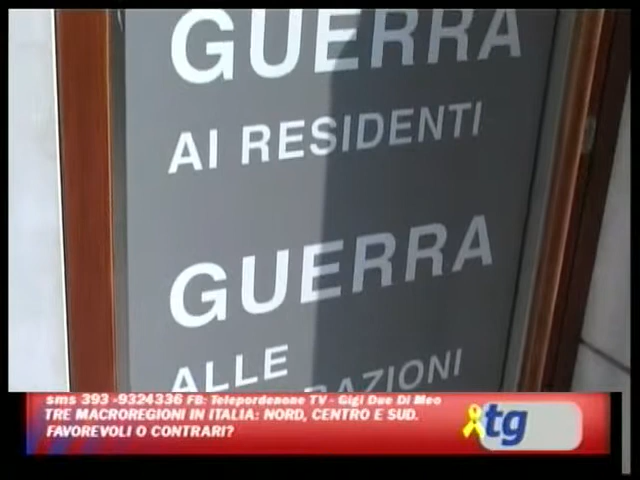 GUERRA
AI RESIDENTI
GUERRA
ALLE
RAZIONI
sms 393 -9324336 FB: Telepordenone TV - Gigi Due Di Meo
TRE MACROREGIONI IN ITALIA: NORD, CENTRO E SUD.
FAVOREVOLI O CONTRARI?
tg